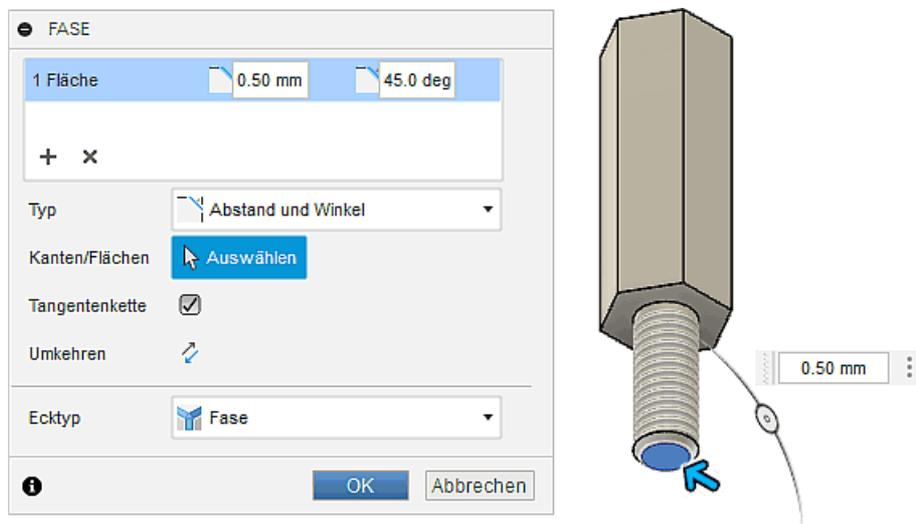 FASE
1 Fläche 0.50 mm 45.0 deg
Typ Abstand und Winkel
Kanten/Flächen Auswählen
Tangentenkette
Umkehren
0.50 mm
Ecktyp Fase
OK Abbrechen